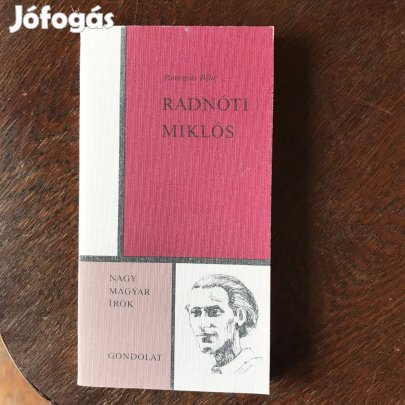 Jófogás
Pomogáts Béla
RADNÓTI
MIKLÓS
NAGY
MAGYAR
ÍRÓK
GONDOLAT